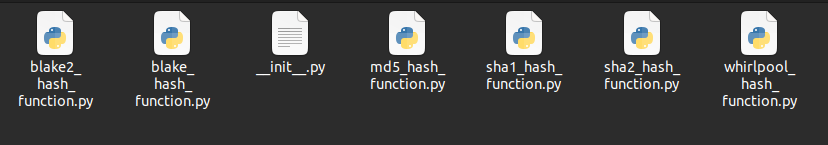 blake2_
hash_
function.py
blake_
hash_
function.py
__init__.py
md5_hash_
function.py
sha1_hash_
function.py
sha2_hash_
function.py
whirlpool_
hash_
function.py